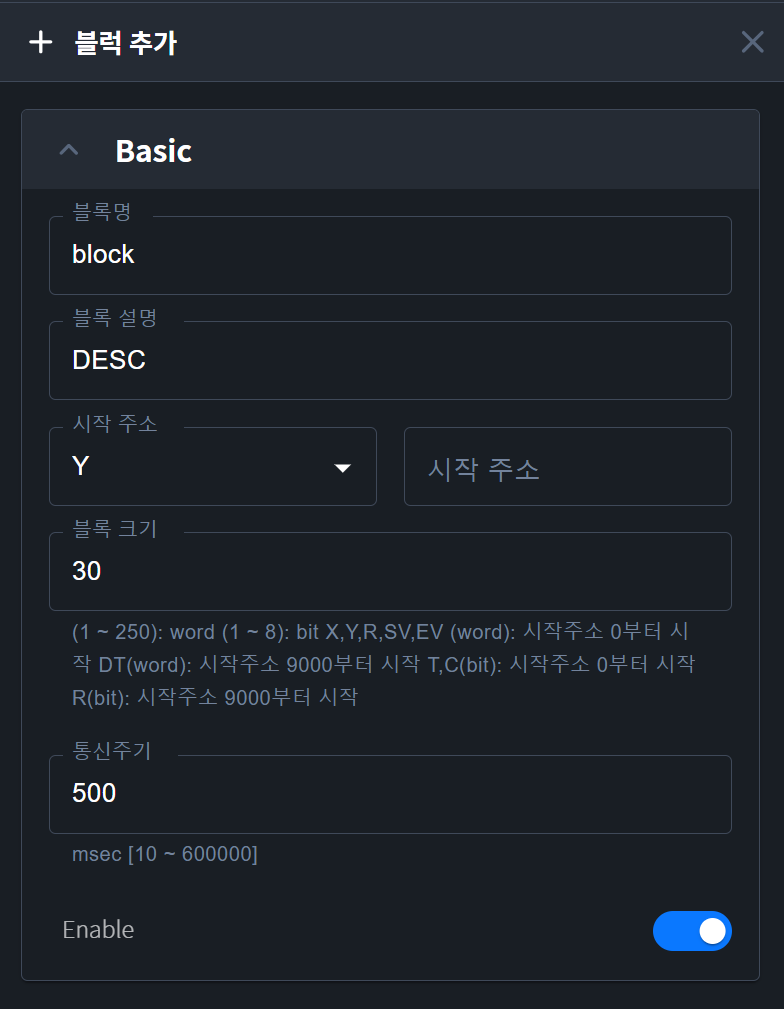 블럭 추가
Basic
블록명
block
블록 설명
DESC
시작 주소
Y
시작 주소
블록 크기
30
(1 ~ 250): word (1 ~ 8): bit X,Y,R,SV,EV (word): 시작주소 0부터 시
작 DT(word): 시작주소 9000부터 시작 T,C(bit): 시작주소 0부터 시작
R(bit): 시작주소 9000부터 시작
통신주기
500
msec [10 ~ 600000]
Enable